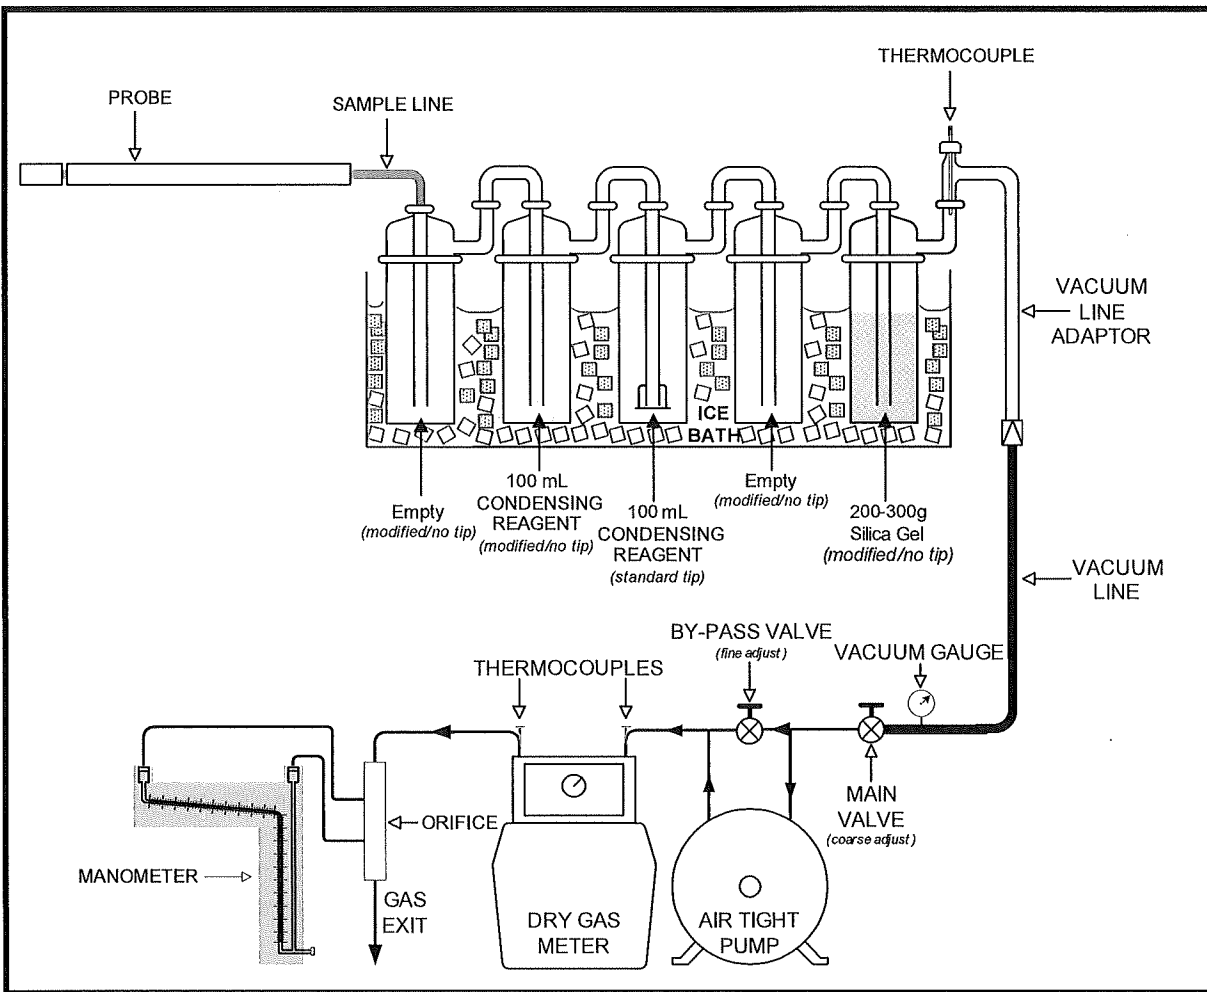 THERMOCOUPLE
PROBE
SAMPLE LINE
VACUUM
LINE
ADAPTOR
ICE
BATH
Empty
(modified/no tip)
100 mL
CONDENSING
REAGENT
(modified/no tip)
100 mL
CONDENSING
REAGENT
(standard tip)
Empty
(modified/no tip)
200-300g
Silica Gel
(modified/no tip)
VACUUM
LINE
BY-PASS VALVE
(fine adjust)
VACUUM GAUGE
THERMOCOUPLES
MAIN
VALVE
(coarse adjust)
ORIFICE
MANOMETER
GAS
EXIT
DRY GAS
METER
AIR TIGHT
PUMP